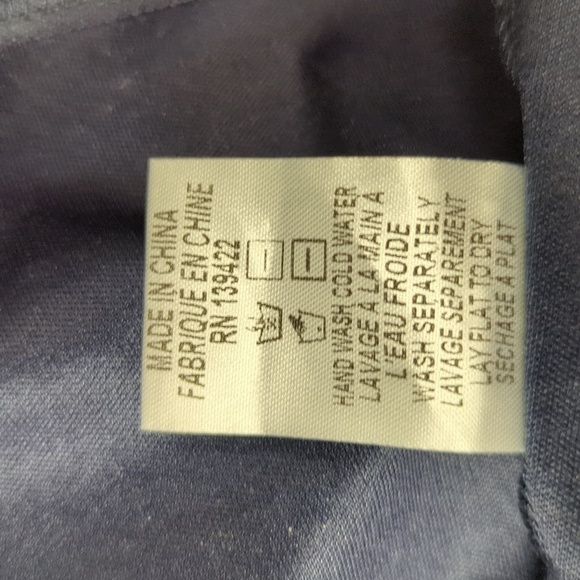 MADE IN CHINA
FABRIQUE EN CHINE
RN 139422
HAND WASH COLD WATER
LAVAGE A LA MAIN A
L'EAU FROIDE
WASH SEPARATELY
LAVAGE SEPAREMENT
LAY FLAT TO DRY
SECHAGE A PLAT